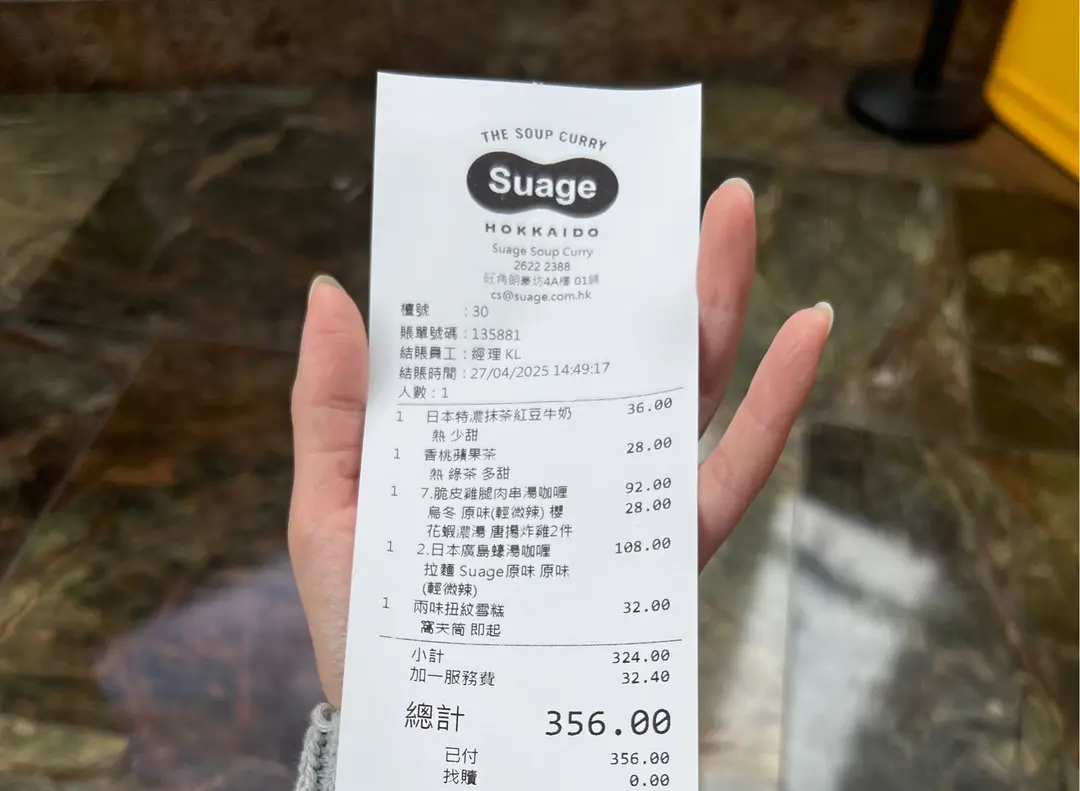 THE SOUP CURRY
Suage
HOKKAIDO
Suage Soup Curry
2622 2388
旺角朗豪坊4A樓 01舖
cs@suage.com.hk
檯號 : 30
賬單號碼 : 135881
結賬員工 : 經理 KL
結賬時間 : 27/04/2025 14:49:17
人數 : 1
1 日本特濃抹茶紅豆牛奶 36.00
熱 少甜
1 香桃蘋果茶 28.00
熱 綠茶 多甜
1 7.脆皮雞腿肉串湯咖喱 92.00
烏冬 原味(輕微辣) 櫻 28.00
花蝦濃湯 唐揚炸雞2件
1 2.日本廣島蠔湯咖喱 108.00
拉麵 Suage原味 原味
(輕微辣)
1 兩味扭紋雪糕 32.00
窩夫筒 即起
小計 324.00
加一服務費 32.40
總計 356.00
已付 356.00
找贖 0.00